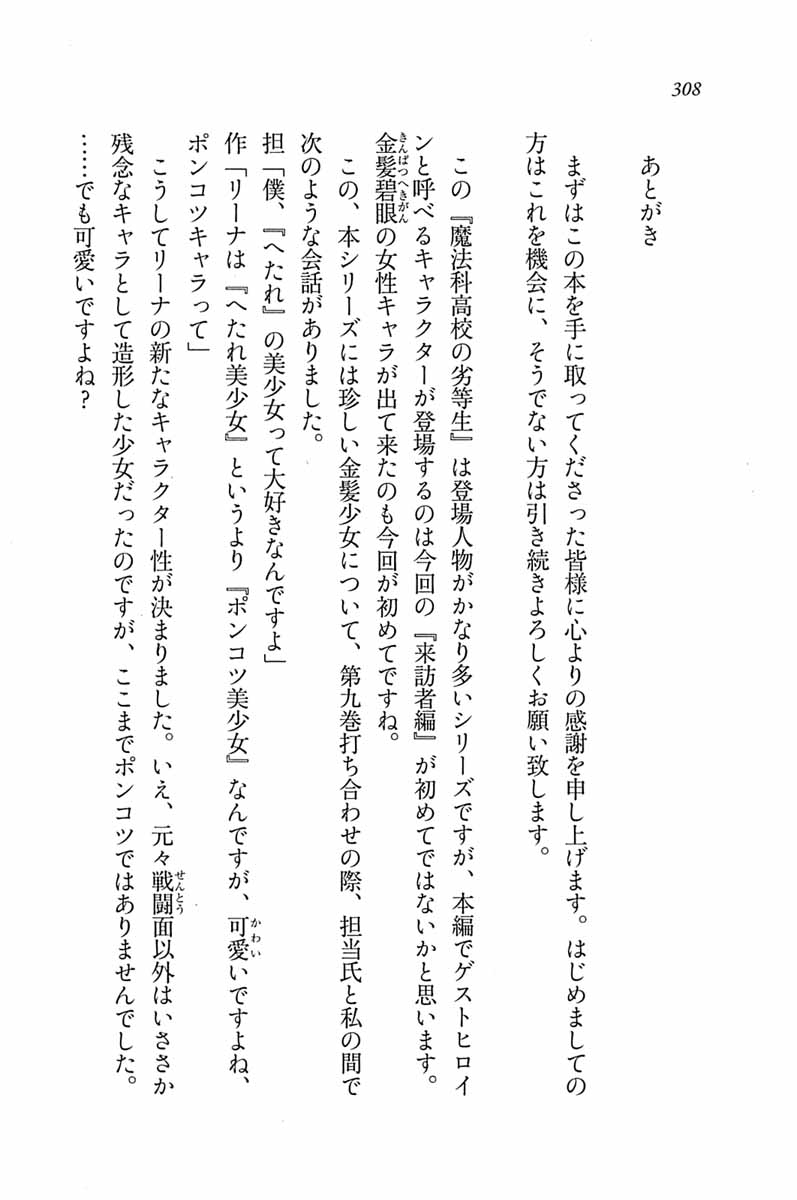 308
あとがき
まずはこの本を手に取ってくださった皆様に心よりの感謝を申し上げます。はじめましての
方はこれを機会に、そうでない方は引き続きよろしくお願い致します。
この『魔法科高校の劣等生』は登場人物がかなり多いシリーズですが、本編でゲストヒロイ
ンと呼べるキャラクターが登場するのは今回の『来訪者編』が初めてではないかと思います。
金髪碧眼の女性キャラが出て来たのも今回が初めてですね。
この、本シリーズには珍しい金髪少女について、第九巻打ち合わせの際、担当氏と私の間で
次のような会話がありました。
担「僕、『へたれ』の美少女って大好きなんですよ」
作「リーナは『へたれ美少女』というより『ポンコツ美少女』なんですが、可愛いですよね、
ポンコツキャラって」
こうしてリーナの新たなキャラクター性が決まりました。いえ、元々戦闘面以外はいささか
残念なキャラとして造形した少女だったのですが、ここまでポンコツではありませんでした。
……でも可愛いですよね？